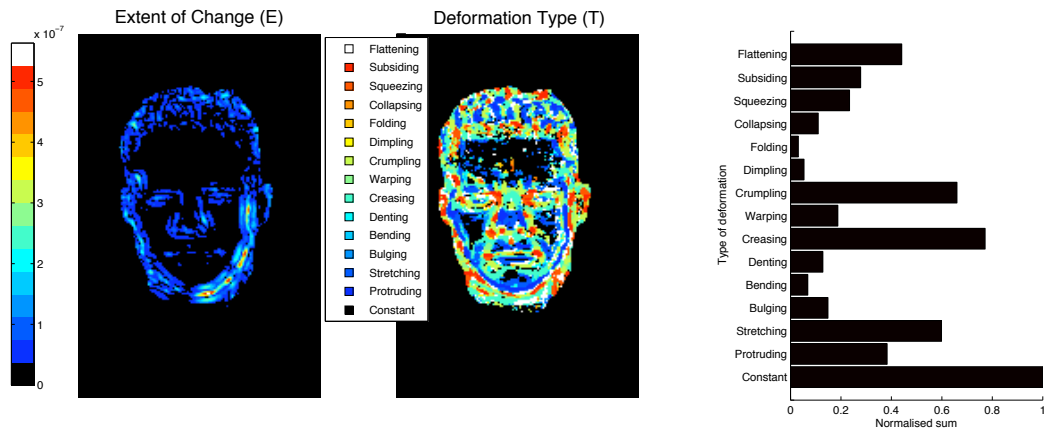 Extent of Change (E)
x 10-7
5
4
3
2
1
0
Deformation Type (T)
Flattening
Subsiding
Squeezing
Collapsing
Folding
Dimpling
Crumpling
Warping
Creasing
Denting
Bending
Bulging
Stretching
Protruding
Constant
Type of deformation
Flattening
Subsiding
Squeezing
Collapsing
Folding
Dimpling
Crumpling
Warping
Creasing
Denting
Bending
Bulging
Stretching
Protruding
Constant
0 0.2 0.4 0.6 0.8 1
Normalised sum